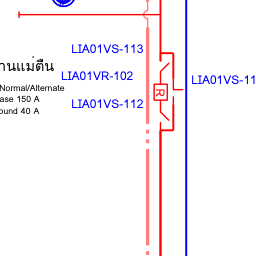 LIA01VS-113
านแม่ตืน
LIA01VR-102
LIA01VS-11
Normal/Alternate
ase 150 A
LIA01VS-112
R
ound 40 A